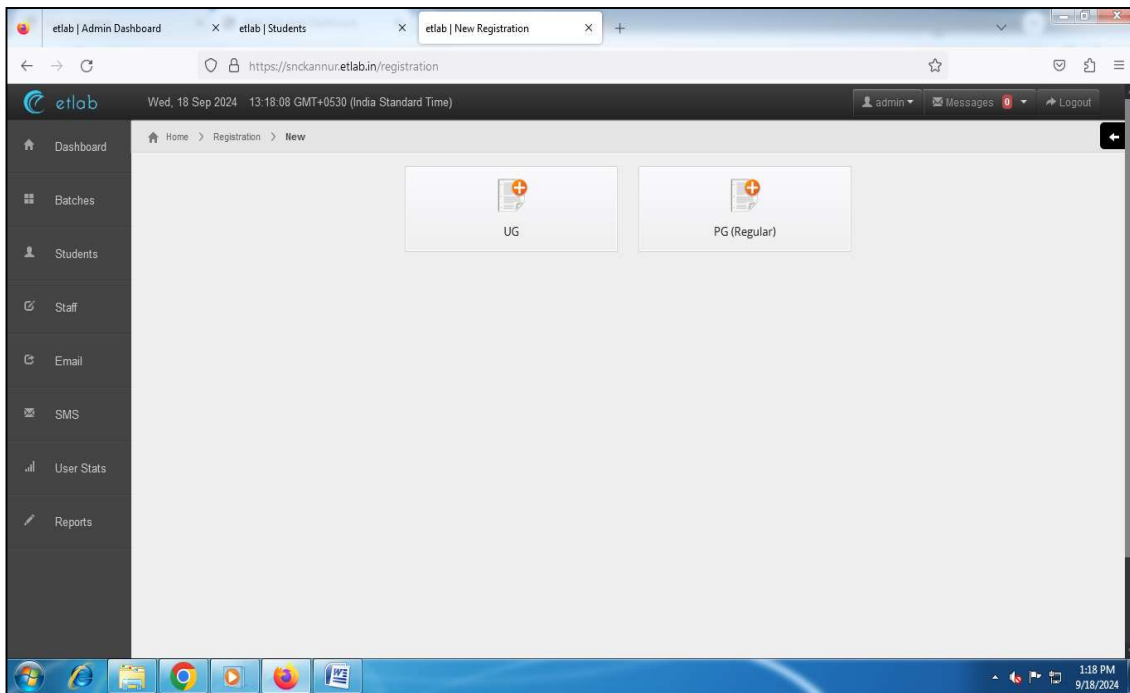 etlab | Admin Dashboard etlab | Students etlab | New Registration
https://snckannur.etlab.in/registration
etlab Wed, 18 Sep 2024 13:18:08 GMT+0530 (India Standard Time) admin Messages 0 Logout
Home > Registration > New
Dashboard
Batches
UG PG (Regular)
Students
Staff
Email
SMS
User Stats
Reports
1:18 PM
9/18/2024